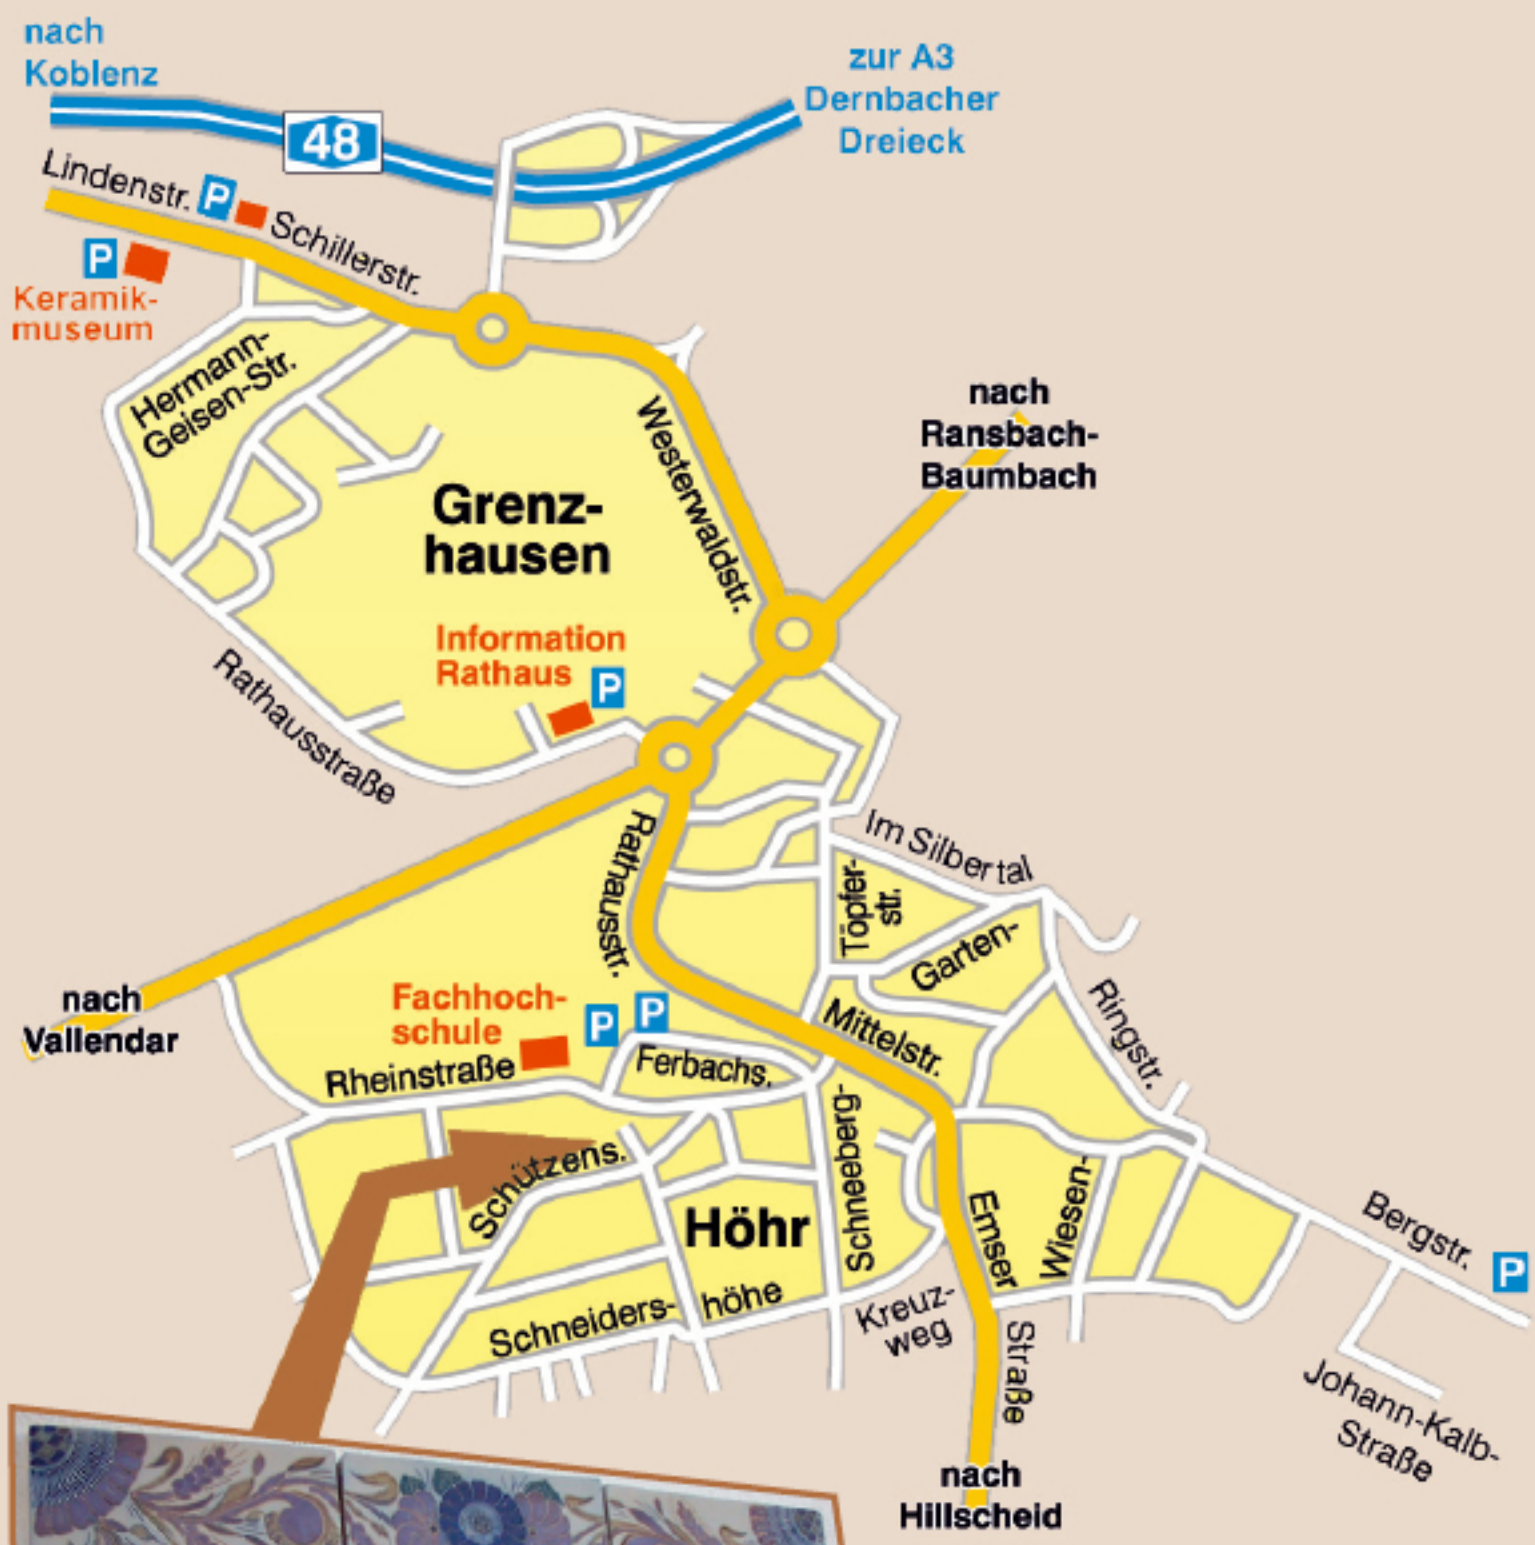 nach
Koblenz
zur A3
Dernbacher
Dreieck
48
Lindenstr.
P
Schillerstr.
P
Keramik-
museum
Hermann-
Geisen-Str.
Westerwaldstr.
nach
Ransbach-
Baumbach
Grenz-
hausen
Information
Rathaus
P
Rathausstraße
Rathausstr.
Im Silbertal
Töpfer-
str.
Garten-
Ringstr.
nach
Vallendar
Fachhoch-
schule
P
P
Rheinstraße
Ferbachs.
Mittelstr.
Schneeberg-
Schützens.
Höhr
Emser
Wiesen-
Bergstr.
P
Schneiders-
höhe
Kreuz-
weg
Straße
Johann-Kalb-
Straße
nach
Hillscheid